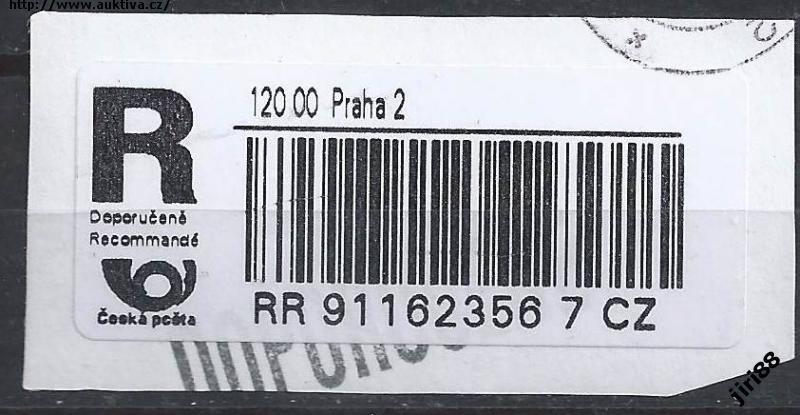 http://www.auktiva.cz/
R
120 00 Praha 2
Doporučeně
Recommandé
Česká pošta
RR 91162356 7 CZ
jiri88